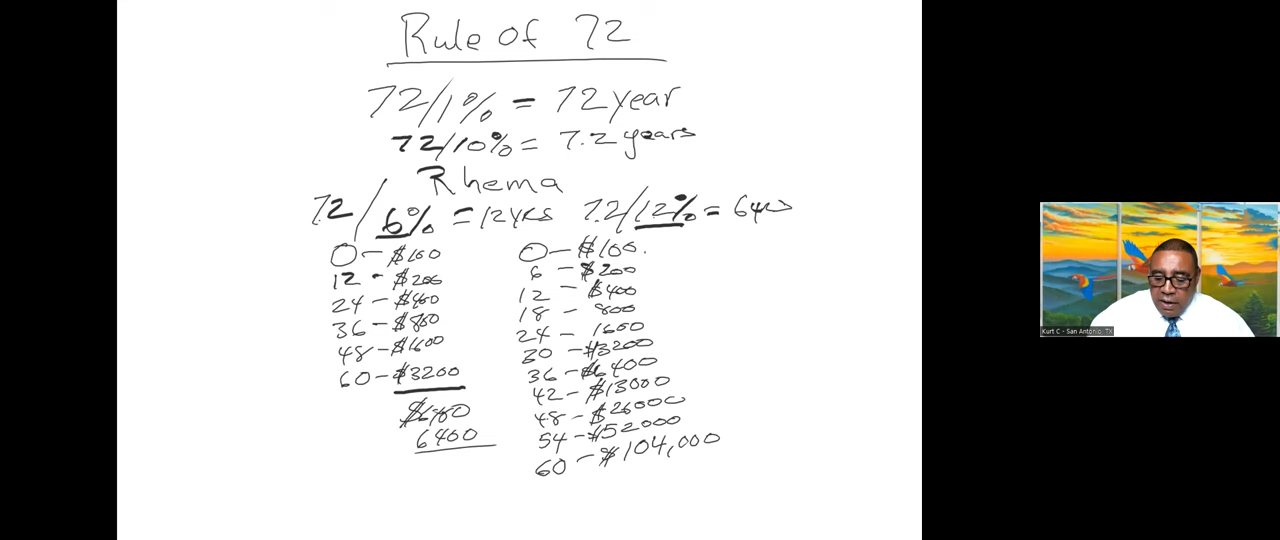 Rule of 72
72/1% = 72 year
72/10% = 7.2 years
Rhema
72/6% = 12 yrs
0 - $100
12 - $200
24 - $400
36 - $800
48 - $1600
60 - $3200
$6400
6400
72/12% = 6 yrs
0 - $100.
6 - $200
12 - $400
18 - 800
24 - 1600
30 - $3200
36 - $6400
42 - $13000
48 - $26000
54 - $52000
60 - $104,000
Kurt C - San Antonio, TX